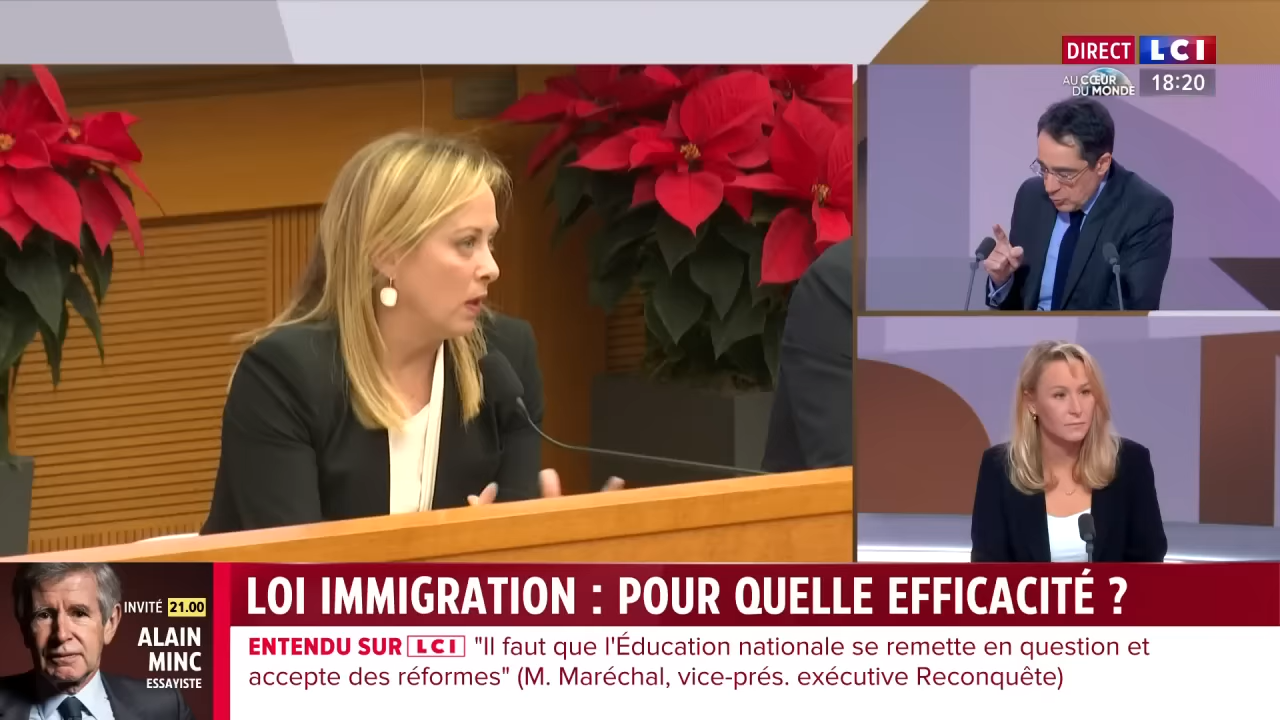 DIRECT LCI
AU CŒUR
DU MONDE
18:20
INVITÉ 21.00
ALAIN
MINC
ESSAYISTE
LOI IMMIGRATION : POUR QUELLE EFFICACITÉ ?
ENTENDU SUR LCI "Il faut que l'Éducation nationale se remette en question et
accepte des réformes" (M. Maréchal, vice-prés. exécutive Reconquête)